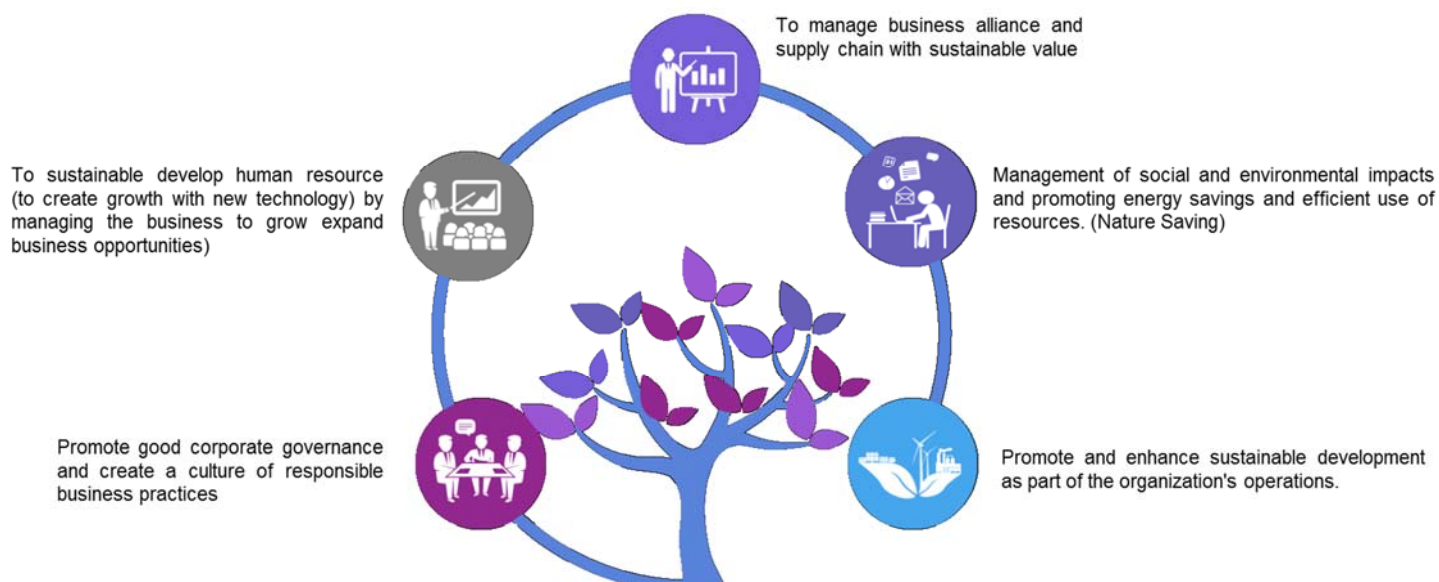 To manage business alliance and
supply chain with sustainable value
To sustainable develop human resource
(to create growth with new technology) by
managing the business to grow expand
business opportunities)
Management of social and environmental impacts
and promoting energy savings and efficient use of
resources. (Nature Saving)
Promote good corporate governance
and create a culture of responsible
business practices
Promote and enhance sustainable development
as part of the organization's operations.